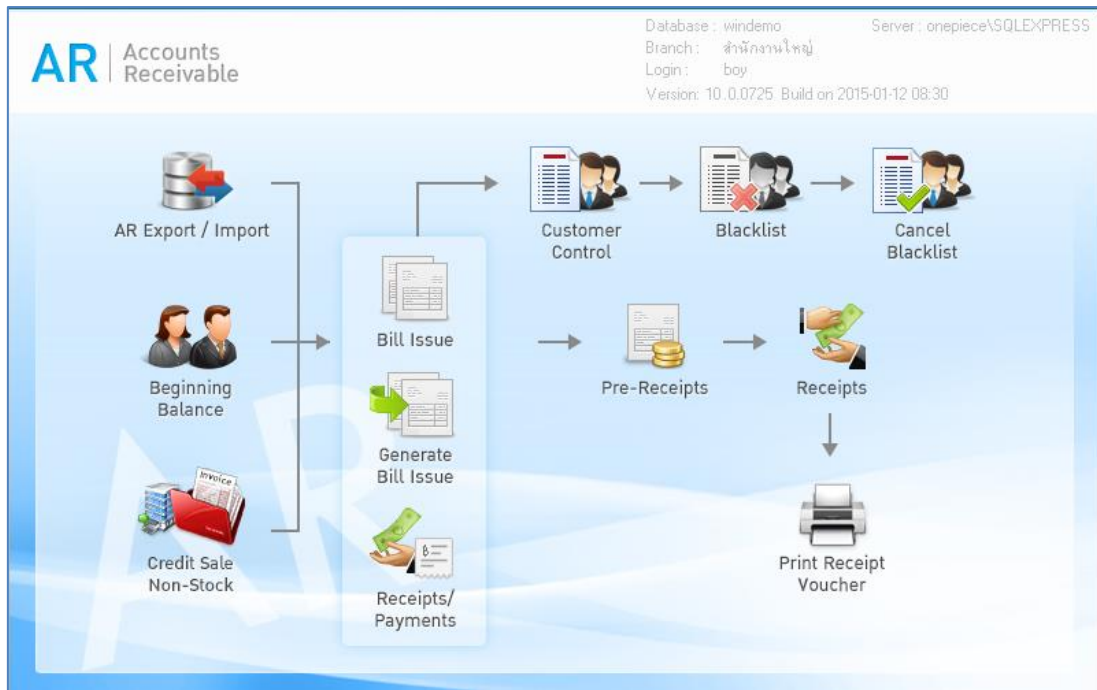 AR Accounts Receivable
Database : windemo Server : onepiece\SQLEXPRESS
Branch : สำนักงานใหญ่
Login : boy
Version: 10.0.0725 Build on 2015-01-12 08:30
AR Export / Import
Customer
Control
Blacklist
Cancel
Blacklist
Bill Issue
Beginning
Balance
Pre-Receipts
Receipts
Generate
Bill Issue
Invoice
Credit Sale
Non-Stock
Receipts/
Payments
Print Receipt
Voucher
AR